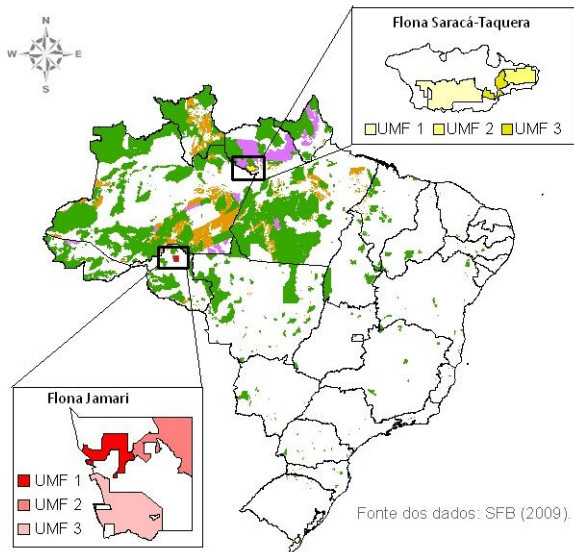 N
W E
S
Flona Saracá-Taquera
UMF 1 UMF 2 UMF 3
Flona Jamari
UMF 1
UMF 2
UMF 3
Fonte dos dados: SFB (2009).